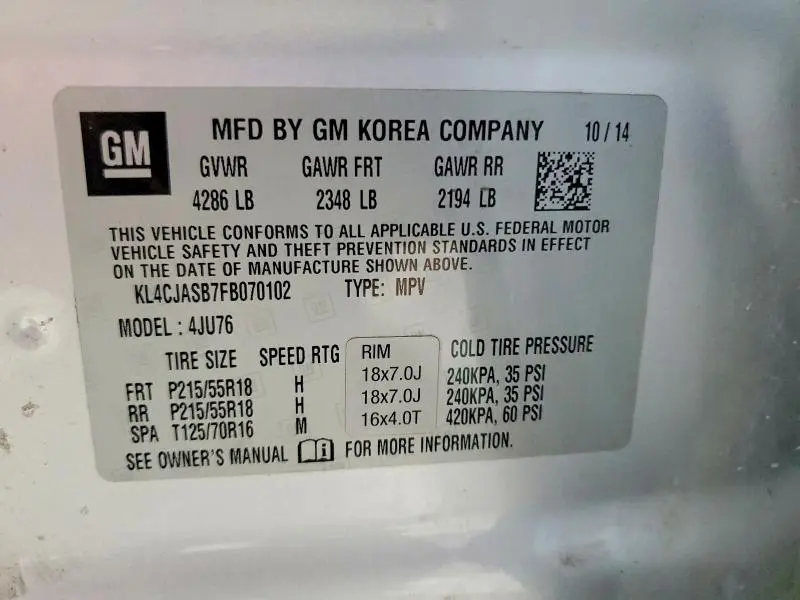 GM MFD BY GM KOREA COMPANY 10/14
GVWR GAWR FRT GAWR RR
4286 LB 2348 LB 2194 LB
THIS VEHICLE CONFORMS TO ALL APPLICABLE U.S. FEDERAL MOTOR
VEHICLE SAFETY AND THEFT PREVENTION STANDARDS IN EFFECT
ON THE DATE OF MANUFACTURE SHOWN ABOVE.
KL4CJASB7FB070102 TYPE: MPV
MODEL : 4JU76
TIRE SIZE SPEED RTG RIM COLD TIRE PRESSURE
FRT P215/55R18 H 18x7.0J 240KPA, 35 PSI
RR P215/55R18 H 18x7.0J 240KPA, 35 PSI
SPA T125/70R16 M 16x4.0T 420KPA, 60 PSI
SEE OWNER'S MANUAL FOR MORE INFORMATION.